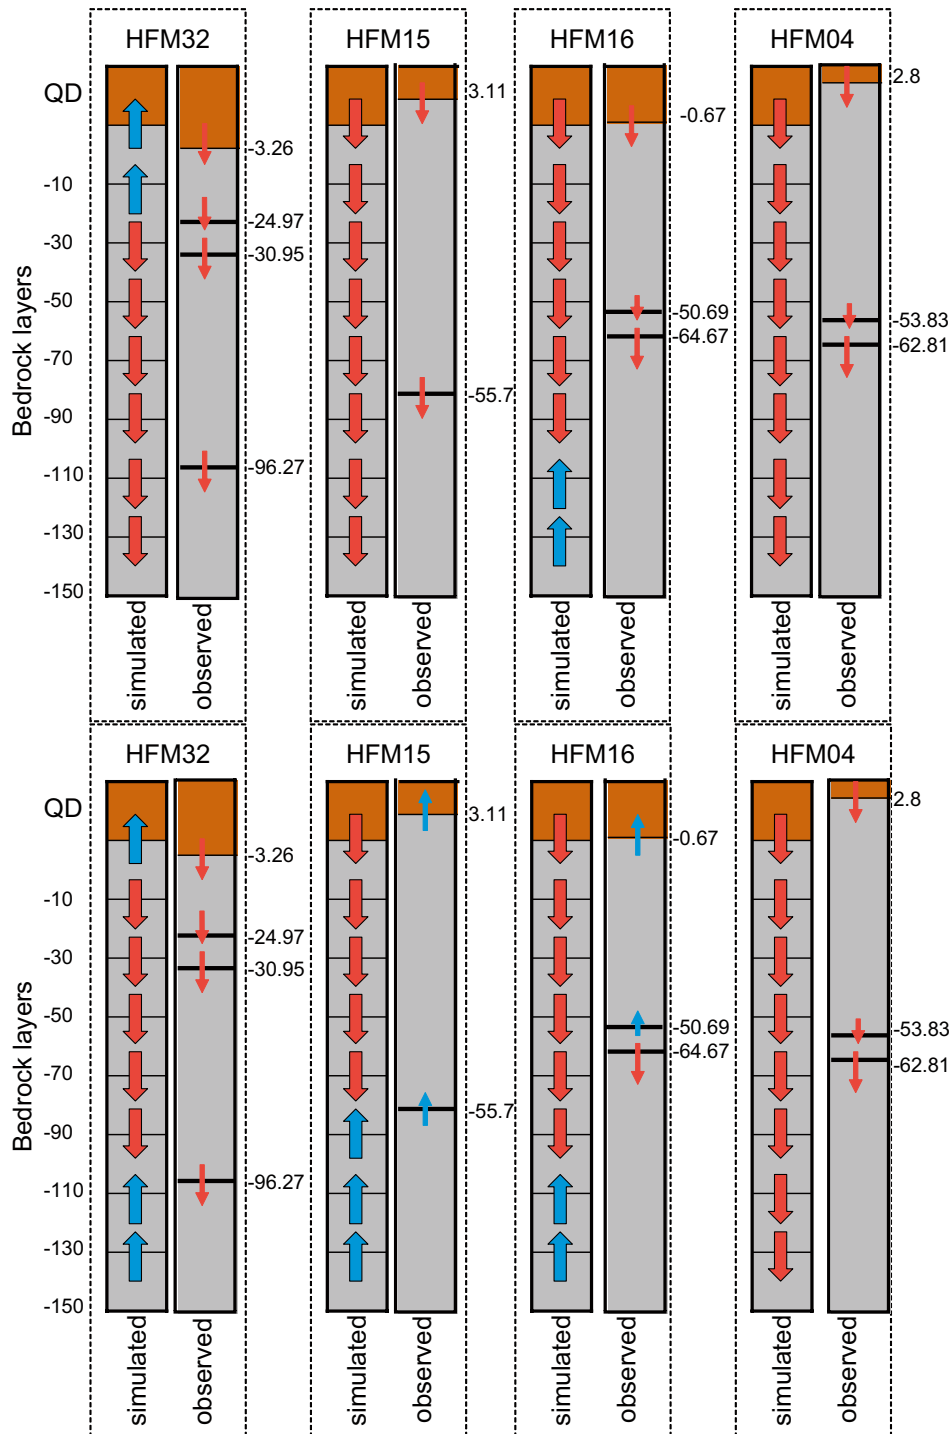 HFM32
HFM15
HFM16
HFM04
QD
-10
-30
-50
-70
-90
-110
-130
-150
Bedrock layers
-3.26
-24.97
-30.95
-96.27
3.11
-55.7
-0.67
-50.69
-64.67
2.8
-53.83
-62.81
simulated
observed
simulated
observed
simulated
observed
simulated
observed
HFM32
HFM15
HFM16
HFM04
QD
-10
-30
-50
-70
-90
-110
-130
-150
Bedrock layers
-3.26
-24.97
-30.95
-96.27
3.11
-55.7
-0.67
-50.69
-64.67
2.8
-53.83
-62.81
simulated
observed
simulated
observed
simulated
observed
simulated
observed